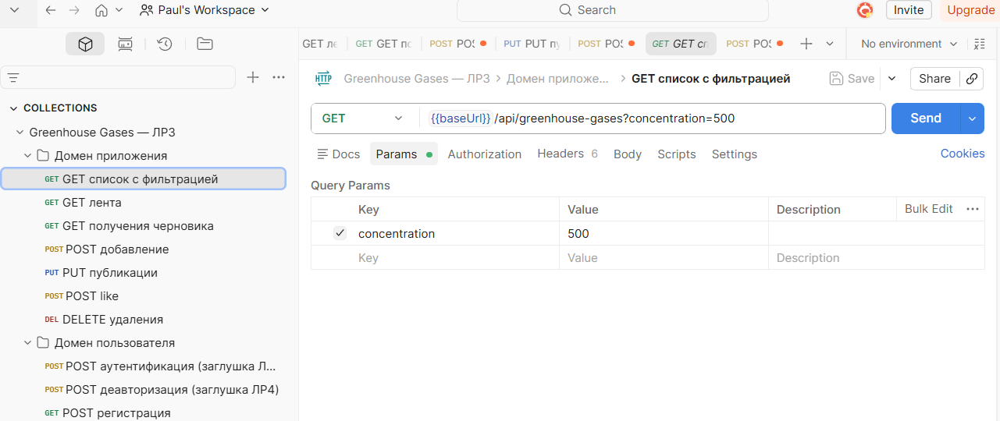 Paul's Workspace Search Invite Upgrade
GET ле GET по POST POS PUT PUT пу POST POS GET GET сп POST POS No environment
HTTP Greenhouse Gases — ЛР3 Домен приложе... GET список с фильтрацией Save Share
COLLECTIONS
Greenhouse Gases — ЛР3
Домен приложения
GET GET список с фильтрацией
GET GET лента
GET GET получения черновика
POST POST добавление
PUT PUT публикации
POST POST like
DEL DELETE удаления
Домен пользователя
POST POST аутентификация (заглушка Л...
POST POST деавторизация (заглушка ЛР4)
GET POST регистрация
GET {{baseUrl}}/api/greenhouse-gases?concentration=500 Send
Docs Params Authorization Headers 6 Body Scripts Settings Cookies
Query Params
Key Value Description Bulk Edit
concentration 500
Key Value Description